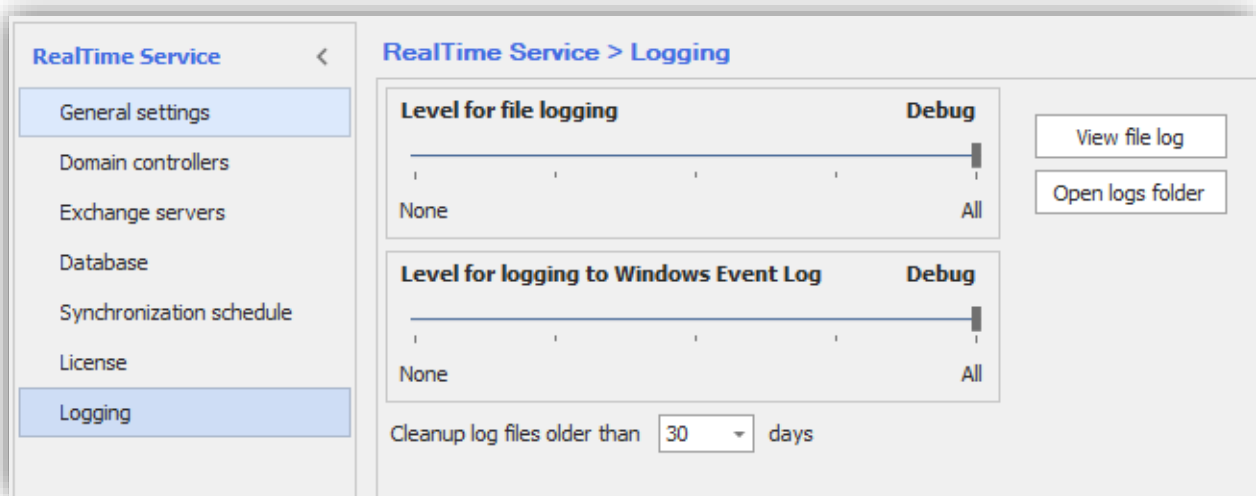 RealTime Service
General settings
Domain controllers
Exchange servers
Database
Synchronization schedule
License
Logging
RealTime Service > Logging
Level for file logging Debug
None All
View file log
Open logs folder
Level for logging to Windows Event Log Debug
None All
Cleanup log files older than 30 days